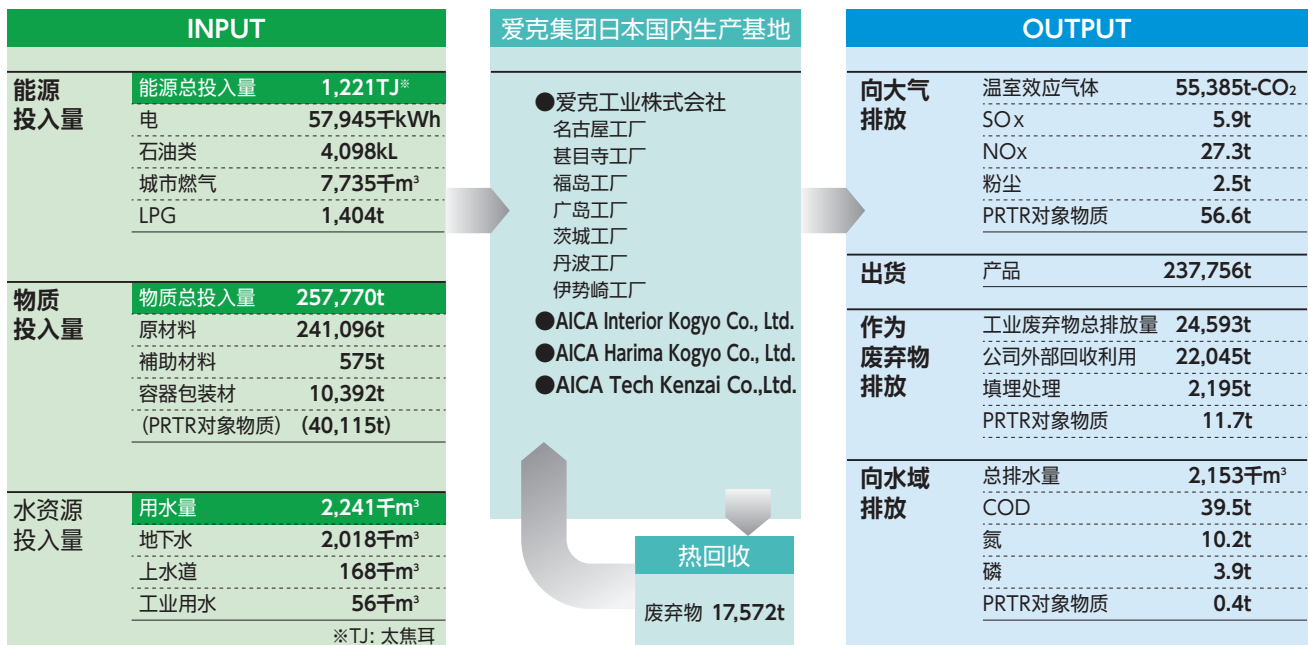 INPUT
能源
投入量
能源总投入量 1,221TJ※
电 57,945千kWh
石油类 4,098kL
城市燃气 7,735千m³
LPG 1,404t
物质
投入量
物质总投入量 257,770t
原材料 241,096t
補助材料 575t
容器包装材 10,392t
(PRTR对象物质) (40,115t)
水资源
投入量
用水量 2,241千m³
地下水 2,018千m³
上水道 168千m³
工业用水 56千m³
※TJ: 太焦耳
爱克集团日本国内生产基地
●爱克工业株式会社
名古屋工厂
甚目寺工厂
福岛工厂
广岛工厂
茨城工厂
丹波工厂
伊势崎工厂
●AICA Interior Kogyo Co., Ltd.
●AICA Harima Kogyo Co., Ltd.
●AICA Tech Kenzai Co.,Ltd.
热回收
废弃物 17,572t
OUTPUT
向大气
排放
温室效应气体 55,385t-CO₂
SOx 5.9t
NOx 27.3t
粉尘 2.5t
PRTR对象物质 56.6t
出货
产品 237,756t
作为
废弃物
排放
工业废弃物总排放量 24,593t
公司外部回收利用 22,045t
填埋处理 2,195t
PRTR对象物质 11.7t
向水域
排放
总排水量 2,153千m³
COD 39.5t
氮 10.2t
磷 3.9t
PRTR对象物质 0.4t